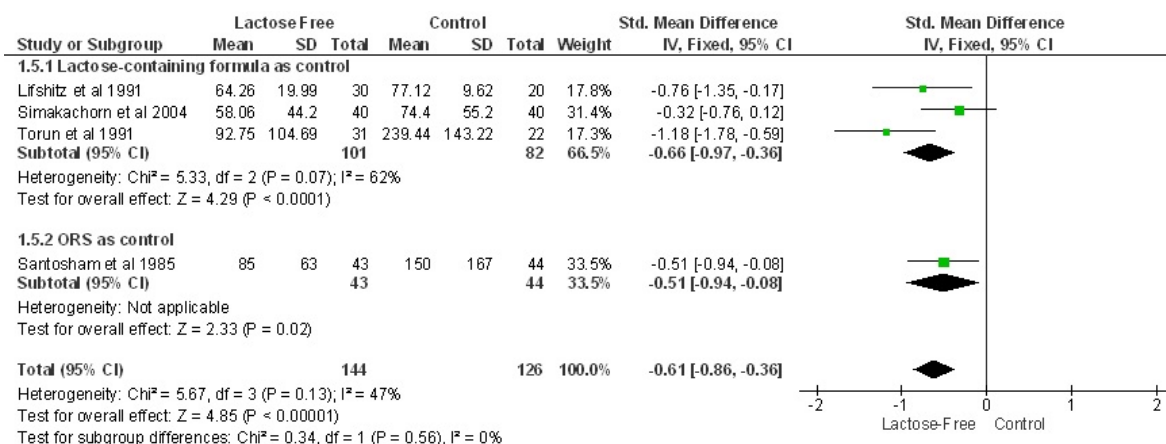 Lactose Free Control Std. Mean Difference Std. Mean Difference
Study or Subgroup Mean SD Total Mean SD Total Weight IV, Fixed, 95% CI IV, Fixed, 95% CI
1.5.1 Lactose-containing formula as control
Lifshitz et al 1991 64.26 19.99 30 77.12 9.62 20 17.8% -0.76 [-1.35, -0.17]
Simakachorn et al 2004 58.06 44.2 40 74.4 55.2 40 31.4% -0.32 [-0.76, 0.12]
Torun et al 1991 92.75 104.69 31 239.44 143.22 22 17.3% -1.18 [-1.78, -0.59]
Subtotal (95% CI) 101 82 66.5% -0.66 [-0.97, -0.36]
Heterogeneity: Chi² = 5.33, df = 2 (P = 0.07); I² = 62%
Test for overall effect: Z = 4.29 (P < 0.0001)
1.5.2 ORS as control
Santosham et al 1985 85 63 43 150 167 44 33.5% -0.51 [-0.94, -0.08]
Subtotal (95% CI) 43 44 33.5% -0.51 [-0.94, -0.08]
Heterogeneity: Not applicable
Test for overall effect: Z = 2.33 (P = 0.02)
Total (95% CI) 144 126 100.0% -0.61 [-0.86, -0.36]
Heterogeneity: Chi² = 5.67, df = 3 (P = 0.13); I² = 47%
Test for overall effect: Z = 4.85 (P < 0.00001)
Test for subgroup differences: Chi² = 0.34, df = 1 (P = 0.56), I² = 0%
-2 -1 0 1 2
Lactose-Free Control